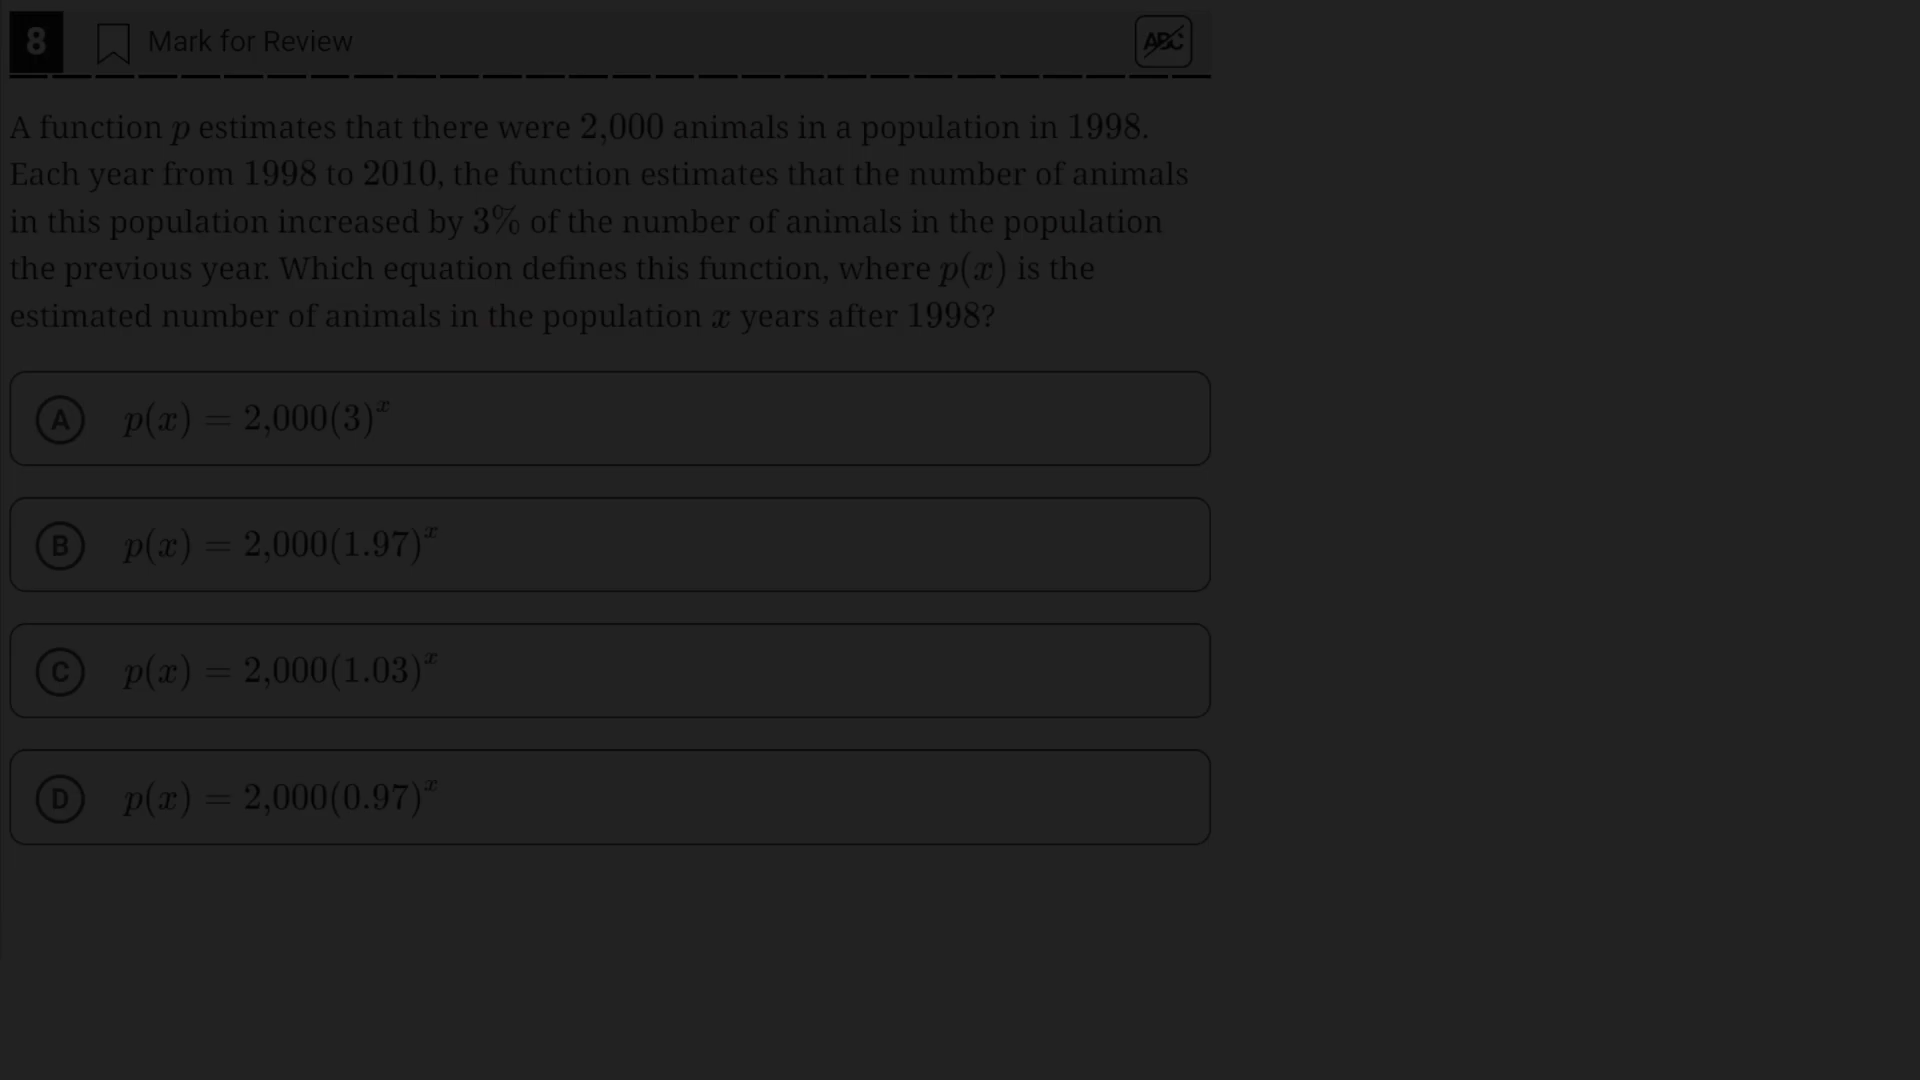 8 Mark for Review ABC
A function p estimates that there were 2,000 animals in a population in 1998.
Each year from 1998 to 2010, the function estimates that the number of animals
in this population increased by 3% of the number of animals in the population
the previous year. Which equation defines this function, where p(x) is the
estimated number of animals in the population x years after 1998?
A p(x) = 2,000(3)^x
B p(x) = 2,000(1.97)^x
C p(x) = 2,000(1.03)^x
D p(x) = 2,000(0.97)^x